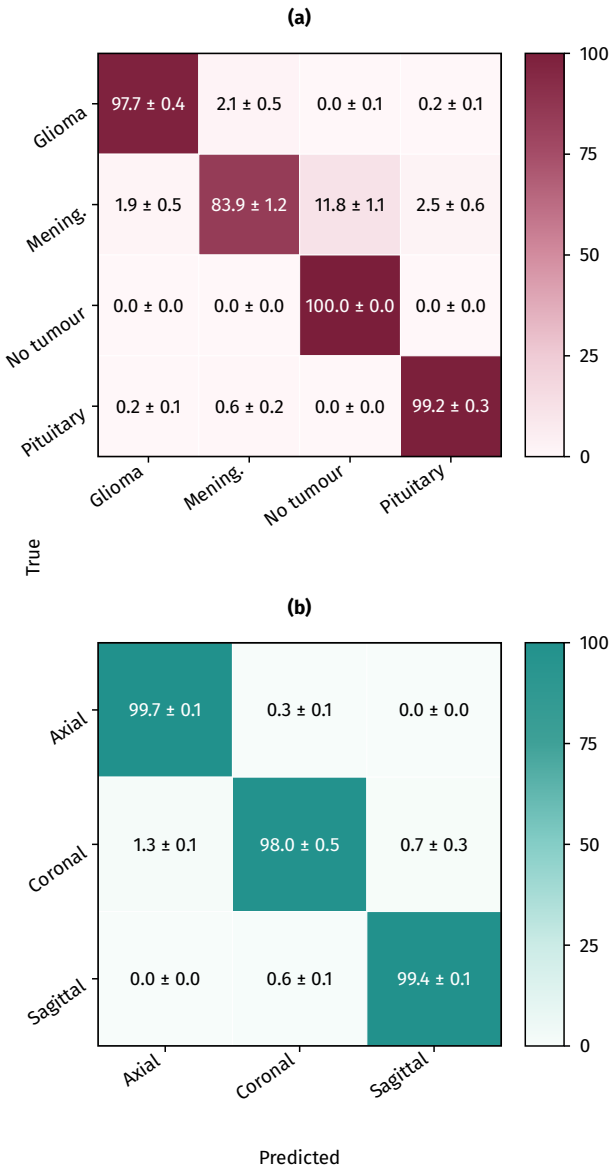 (a)
100
Glioma
97.7 ± 0.4 2.1 ± 0.5 0.0 ± 0.1 0.2 ± 0.1
75
Mening.
1.9 ± 0.5 83.9 ± 1.2 11.8 ± 1.1 2.5 ± 0.6
50
No tumour
0.0 ± 0.0 0.0 ± 0.0 100.0 ± 0.0 0.0 ± 0.0
25
Pituitary
0.2 ± 0.1 0.6 ± 0.2 0.0 ± 0.0 99.2 ± 0.3
0
Glioma Mening. No tumour Pituitary
True
(b)
100
Axial
99.7 ± 0.1 0.3 ± 0.1 0.0 ± 0.0
75
Coronal
1.3 ± 0.1 98.0 ± 0.5 0.7 ± 0.3
50
25
Sagittal
0.0 ± 0.0 0.6 ± 0.1 99.4 ± 0.1
0
Axial Coronal Sagittal
Predicted